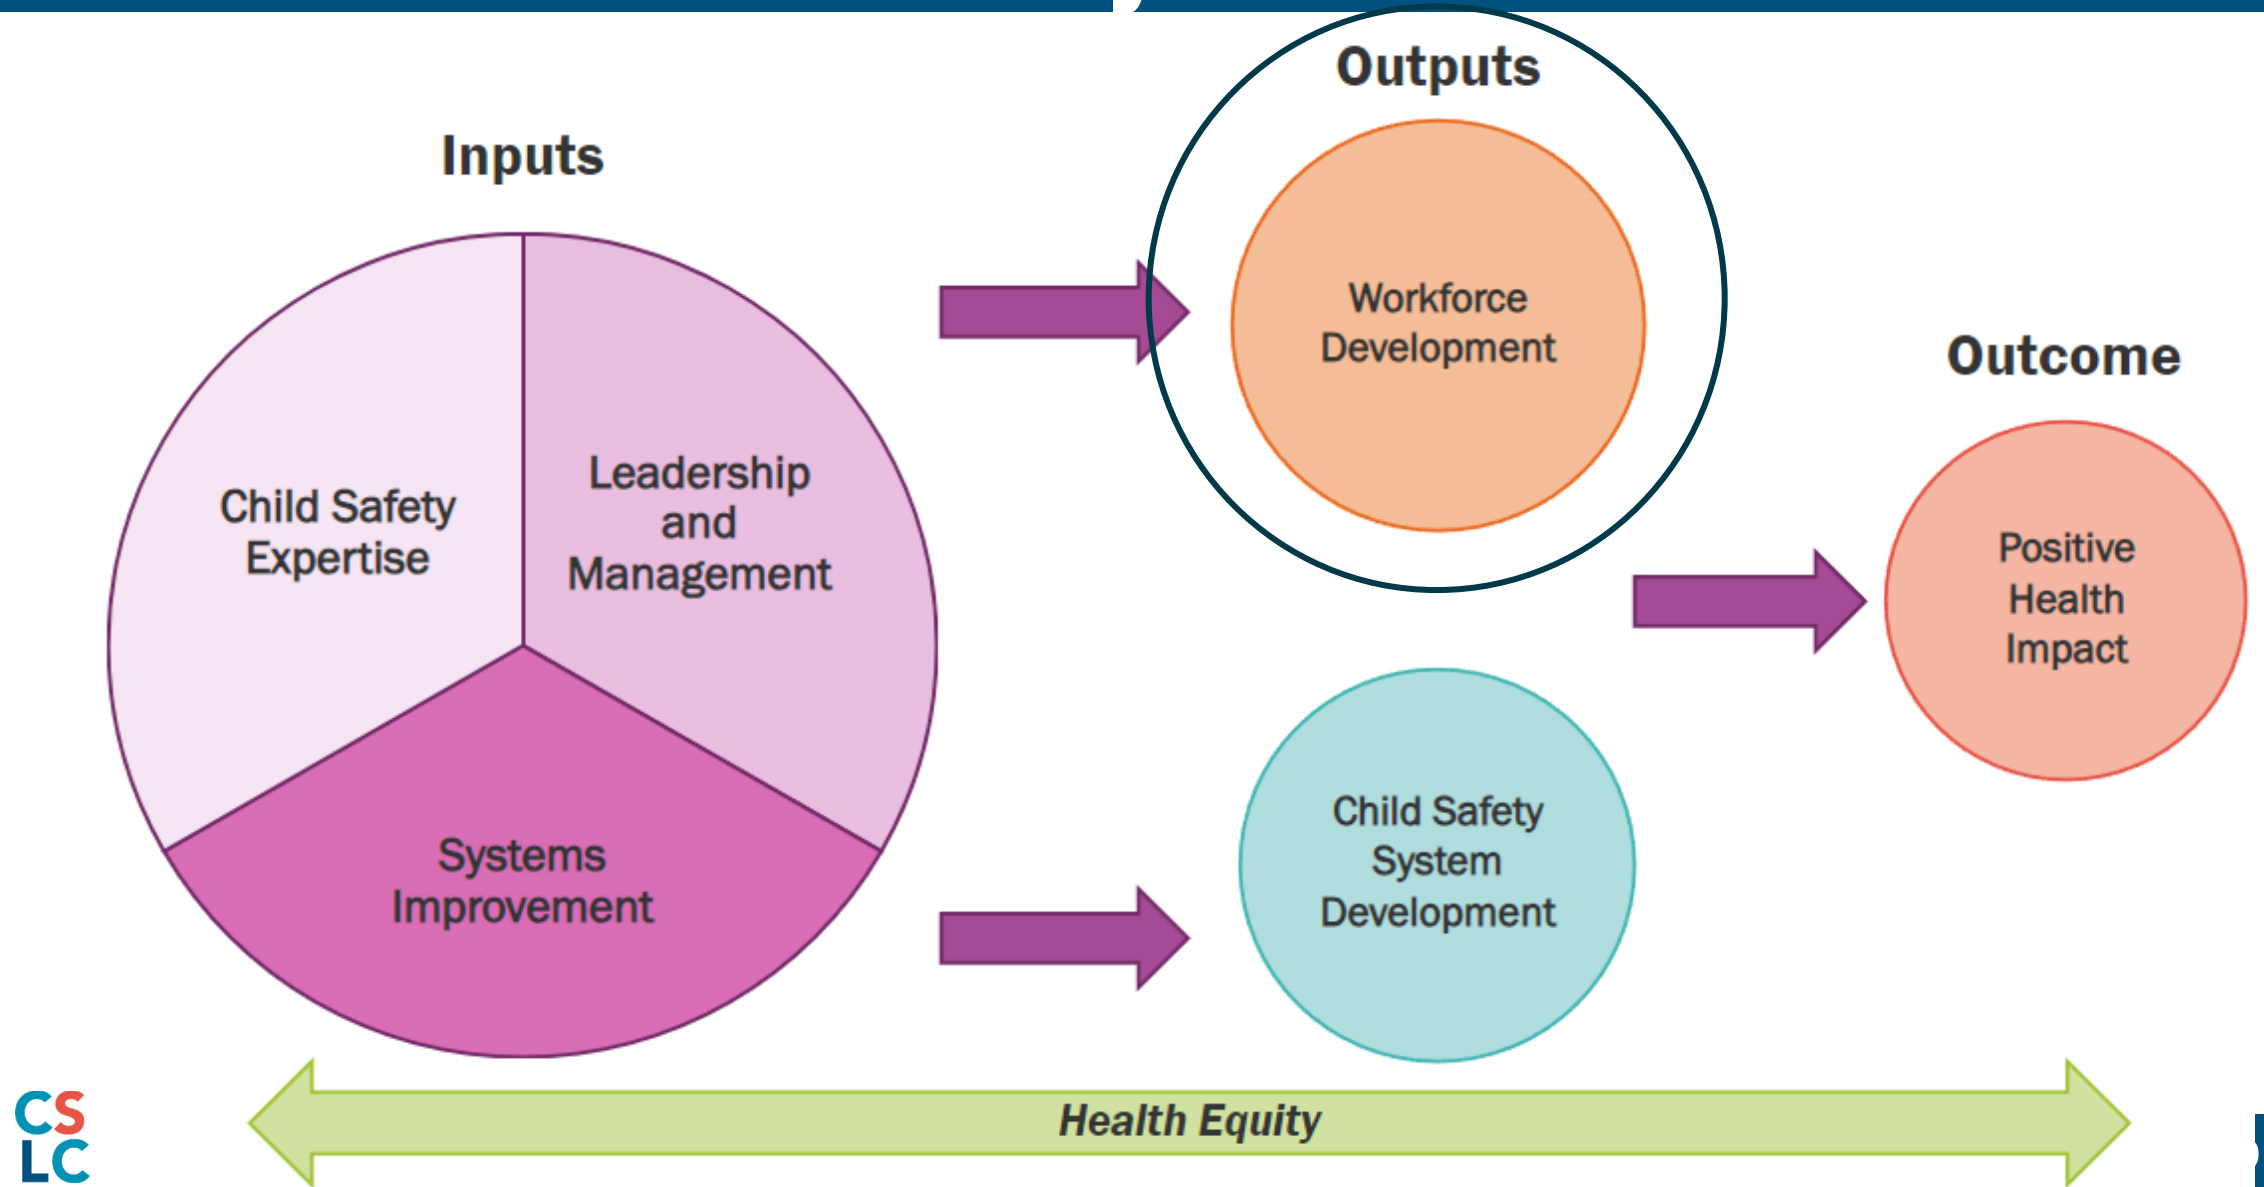 Inputs
Child Safety
Expertise
Leadership
and
Management
Systems
Improvement
Outputs
Workforce
Development
Child Safety
System
Development
Outcome
Positive
Health
Impact
Health Equity
CS
LC